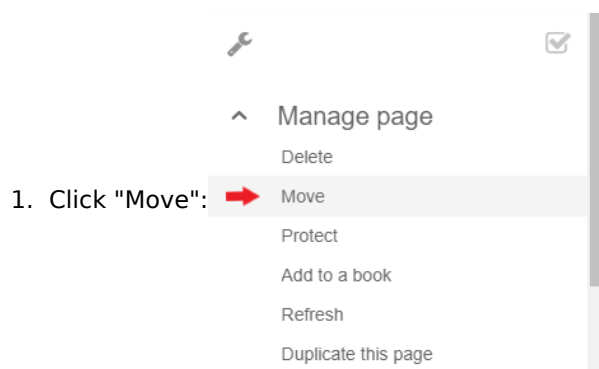 Manage page
Delete
1. Click "Move":
Move
Protect
Add to a book
Refresh
Duplicate this page